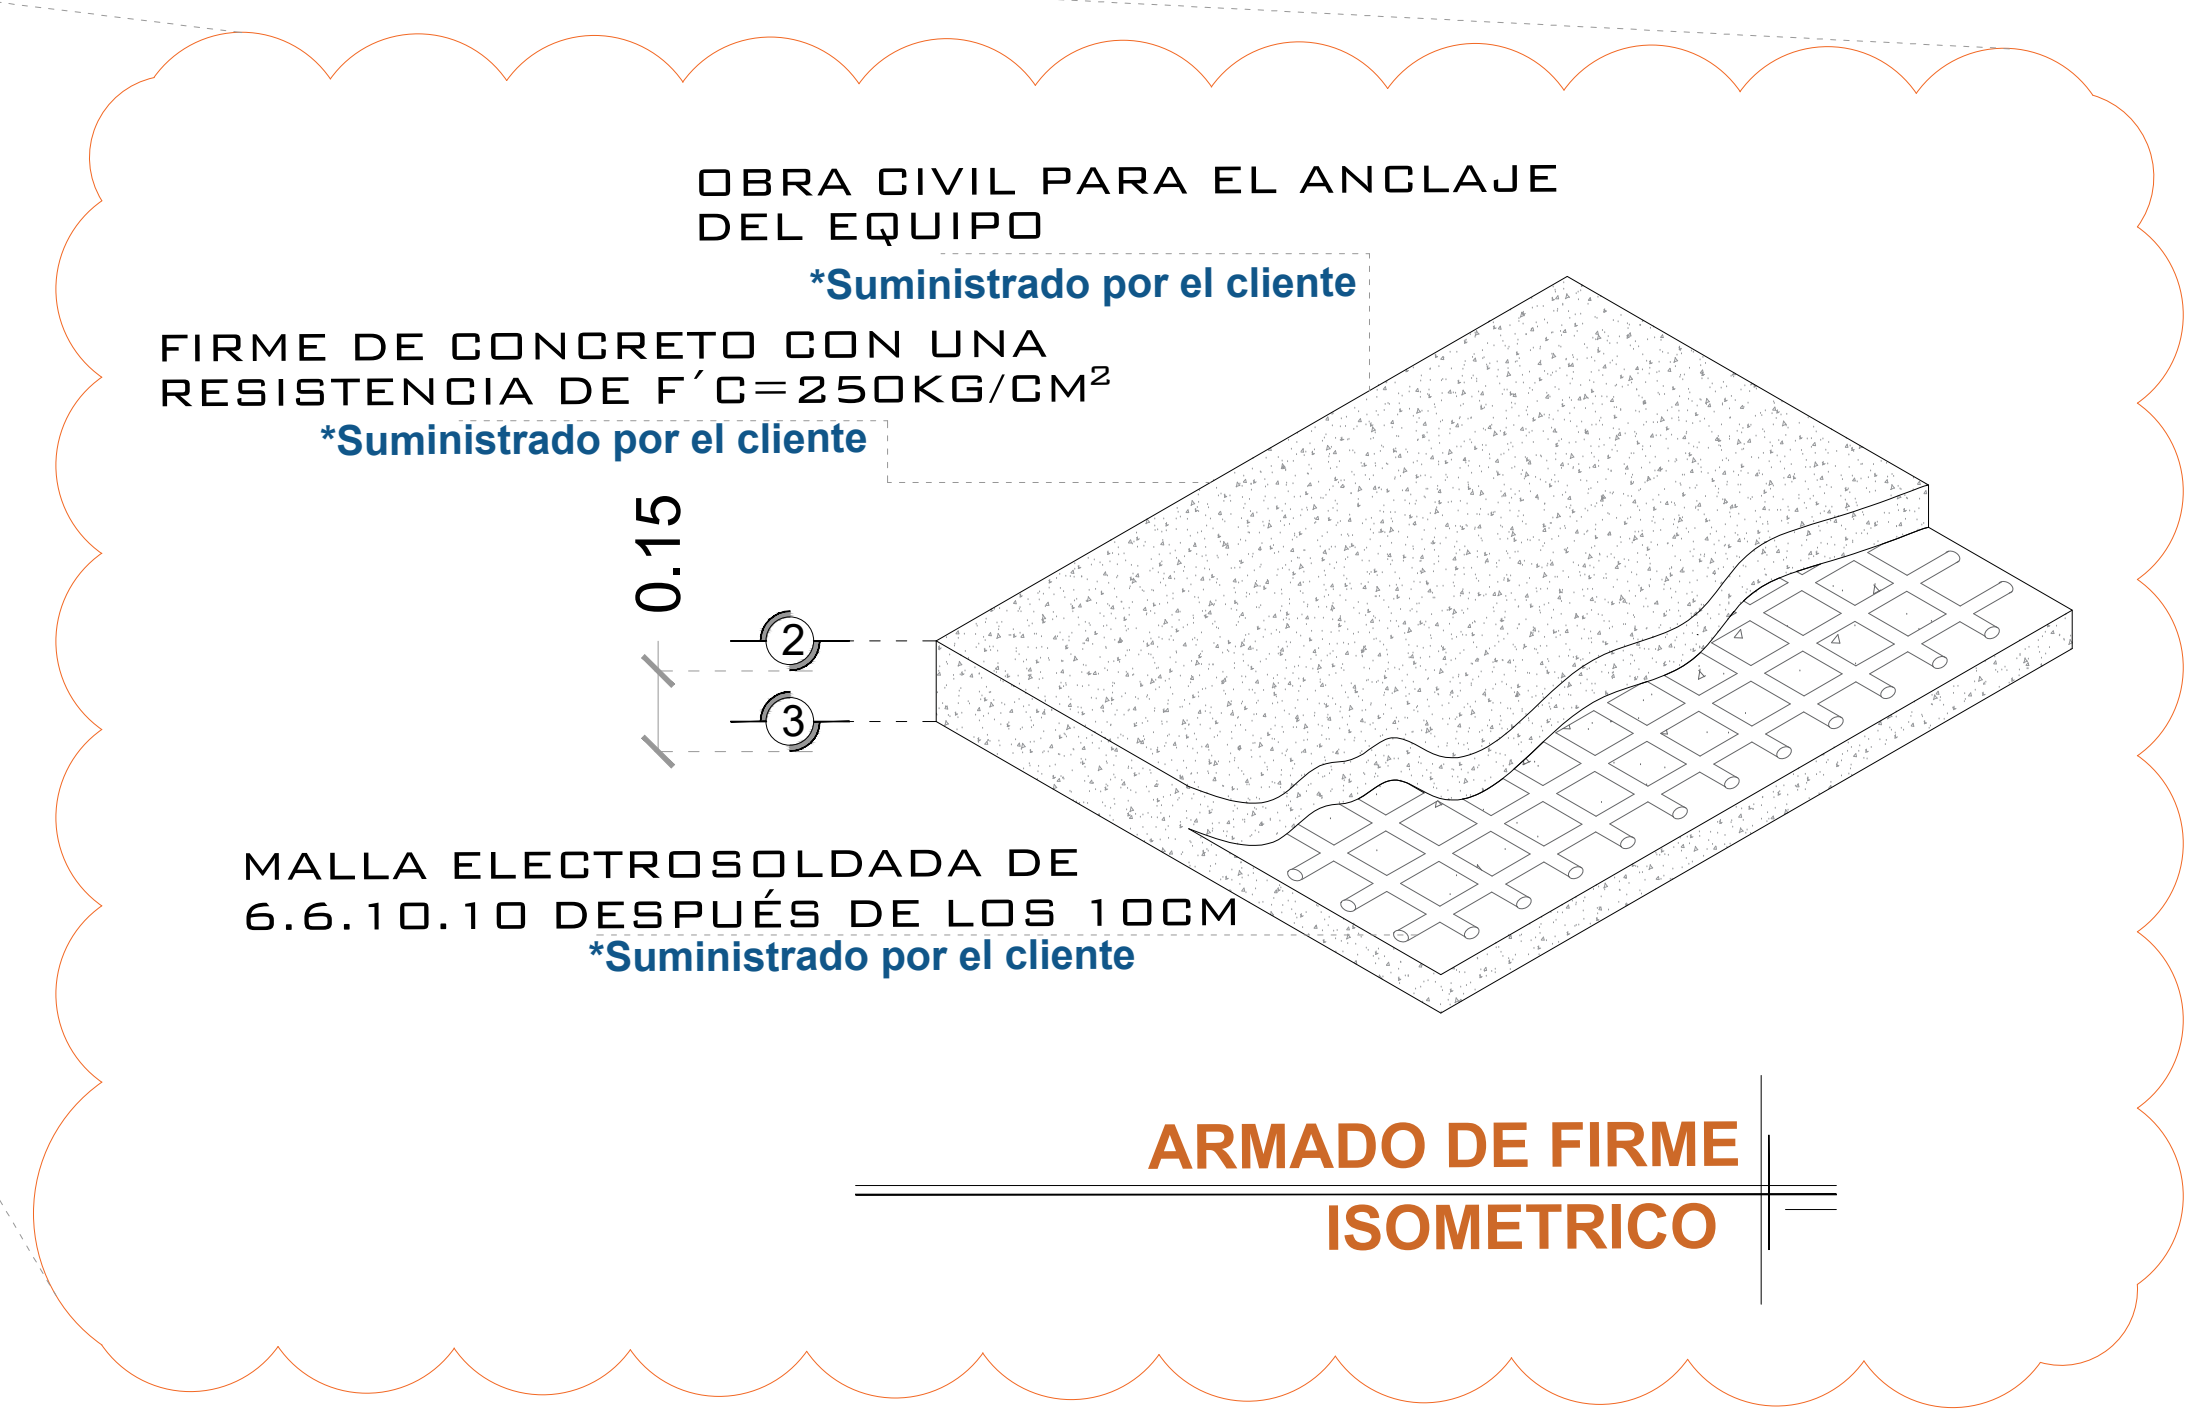 OBRA CIVIL PARA EL ANCLAJE
DEL EQUIPO
*Suministrado por el cliente
FIRME DE CONCRETO CON UNA
RESISTENCIA DE F´C=250KG/CM²
*Suministrado por el cliente
0.15
2
3
MALLA ELECTROSOLDADA DE
6.6.10.10 DESPUÉS DE LOS 10CM
*Suministrado por el cliente
ARMADO DE FIRME
ISOMETRICO